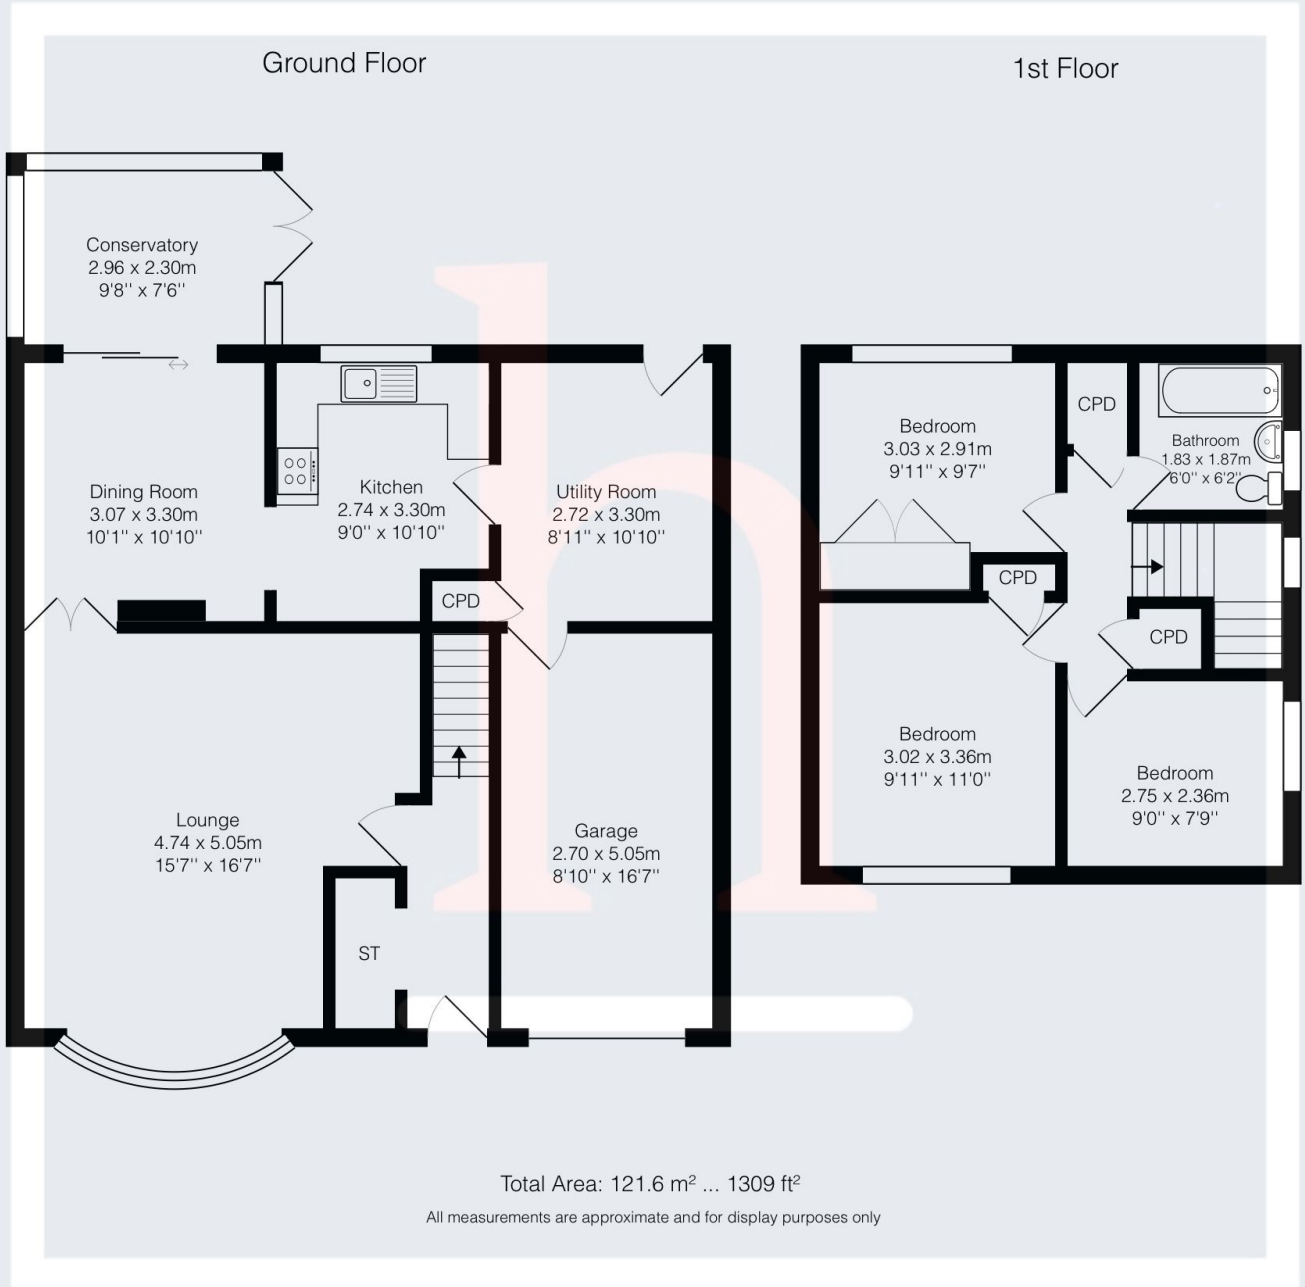 Ground Floor
1st Floor
Conservatory
2.96 x 2.30m
9'8'' x 7'6''
Dining Room
3.07 x 3.30m
10'1'' x 10'10''
Kitchen
2.74 x 3.30m
9'0'' x 10'10''
Utility Room
2.72 x 3.30m
8'11'' x 10'10''
CPD
Lounge
4.74 x 5.05m
15'7'' x 16'7''
Garage
2.70 x 5.05m
8'10'' x 16'7''
ST
Bedroom
3.03 x 2.91m
9'11'' x 9'7''
CPD
Bathroom
1.83 x 1.87m
6'0'' x 6'2''
CPD
CPD
Bedroom
3.02 x 3.36m
9'11'' x 11'0''
Bedroom
2.75 x 2.36m
9'0'' x 7'9''
h
Total Area: 121.6 m² ... 1309 ft²
All measurements are approximate and for display purposes only